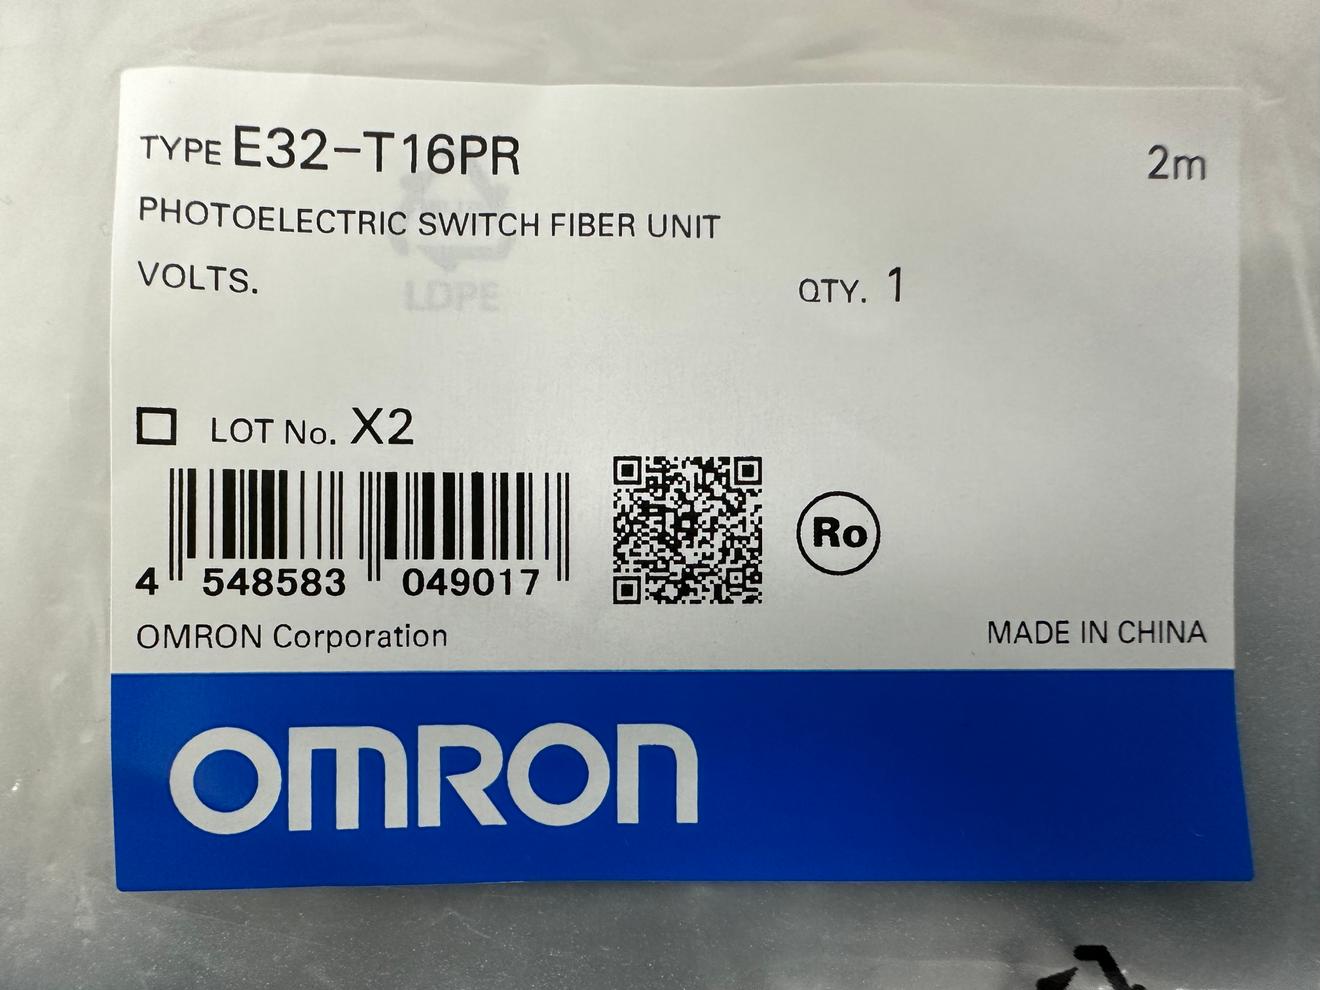 TYPE E32-T16PR 2m
PHOTOELECTRIC SWITCH FIBER UNIT
VOLTS. QTY. 1
LDPE
LOT No. X2
Ro
4 548583 049017
OMRON Corporation MADE IN CHINA
OMRON